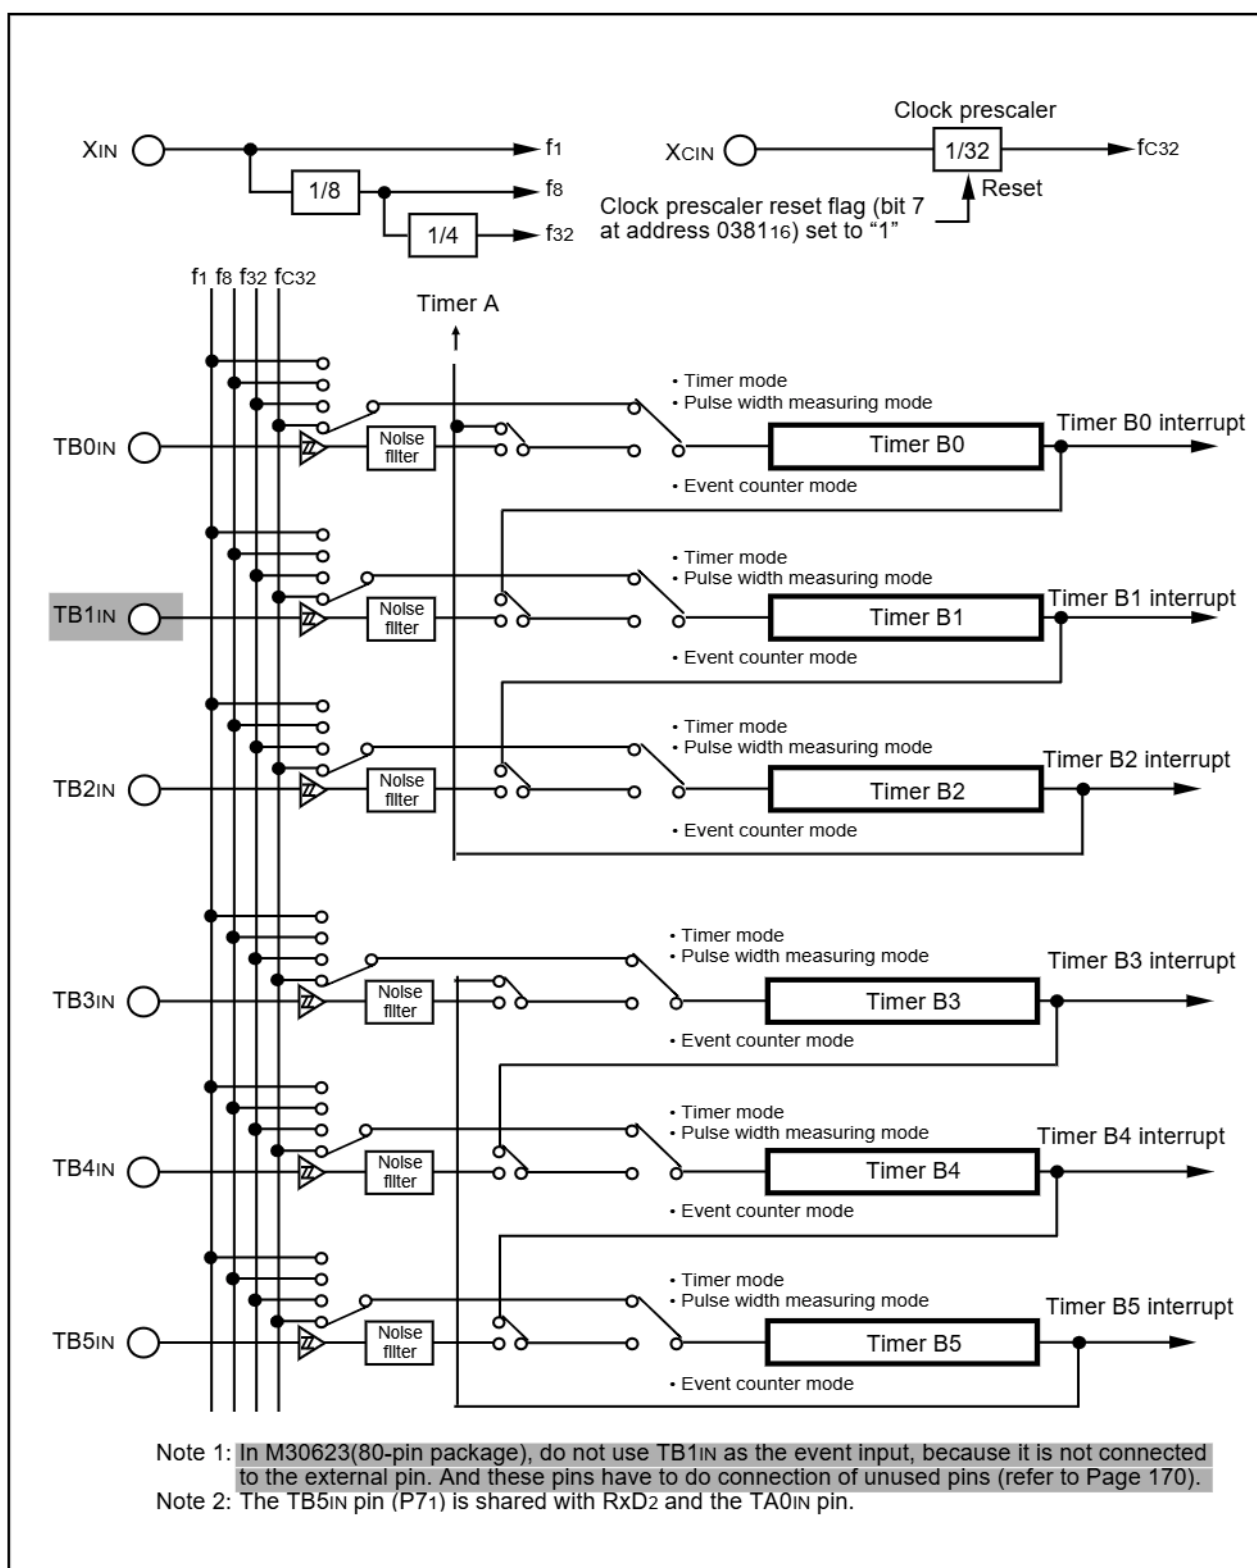 Clock prescaler
XIN
f1
XCIN
1/32
fC32
1/8
f8
Reset
Clock prescaler reset flag (bit 7
at address 038116) set to “1”
1/4
f32
f1 f8 f32 fC32
Timer A
• Timer mode
• Pulse width measuring mode
Timer B0 interrupt
TB0IN
Noise
filter
Timer B0
• Event counter mode
• Timer mode
• Pulse width measuring mode
Timer B1 interrupt
TB1IN
Noise
filter
Timer B1
• Event counter mode
• Timer mode
• Pulse width measuring mode
Timer B2 interrupt
TB2IN
Noise
filter
Timer B2
• Event counter mode
• Timer mode
• Pulse width measuring mode
Timer B3 interrupt
TB3IN
Noise
filter
Timer B3
• Event counter mode
• Timer mode
• Pulse width measuring mode
Timer B4 interrupt
TB4IN
Noise
filter
Timer B4
• Event counter mode
• Timer mode
• Pulse width measuring mode
Timer B5 interrupt
TB5IN
Noise
filter
Timer B5
• Event counter mode
Note 1: In M30623(80-pin package), do not use TB1IN as the event input, because it is not connected
to the external pin. And these pins have to do connection of unused pins (refer to Page 170).
Note 2: The TB5IN pin (P71) is shared with RxD2 and the TA0IN pin.